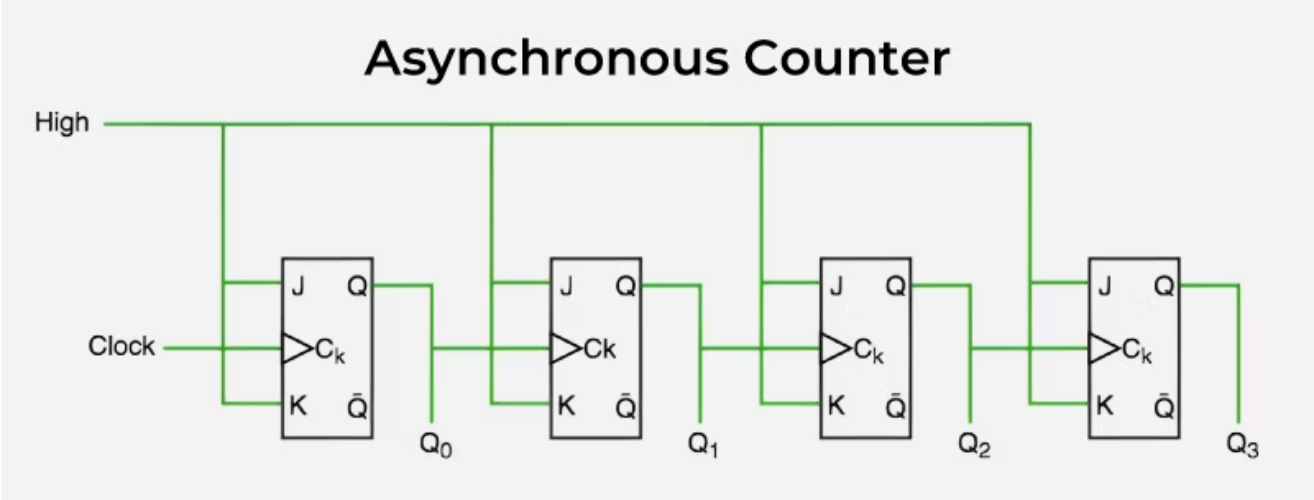 Asynchronous Counter
High
J Q J Q J Q J Q
Clock Cₖ Ck Cₖ Cₖ
K Q̄ K Q̄ K Q̄ K Q̄
Q₀ Q₁ Q₂ Q₃